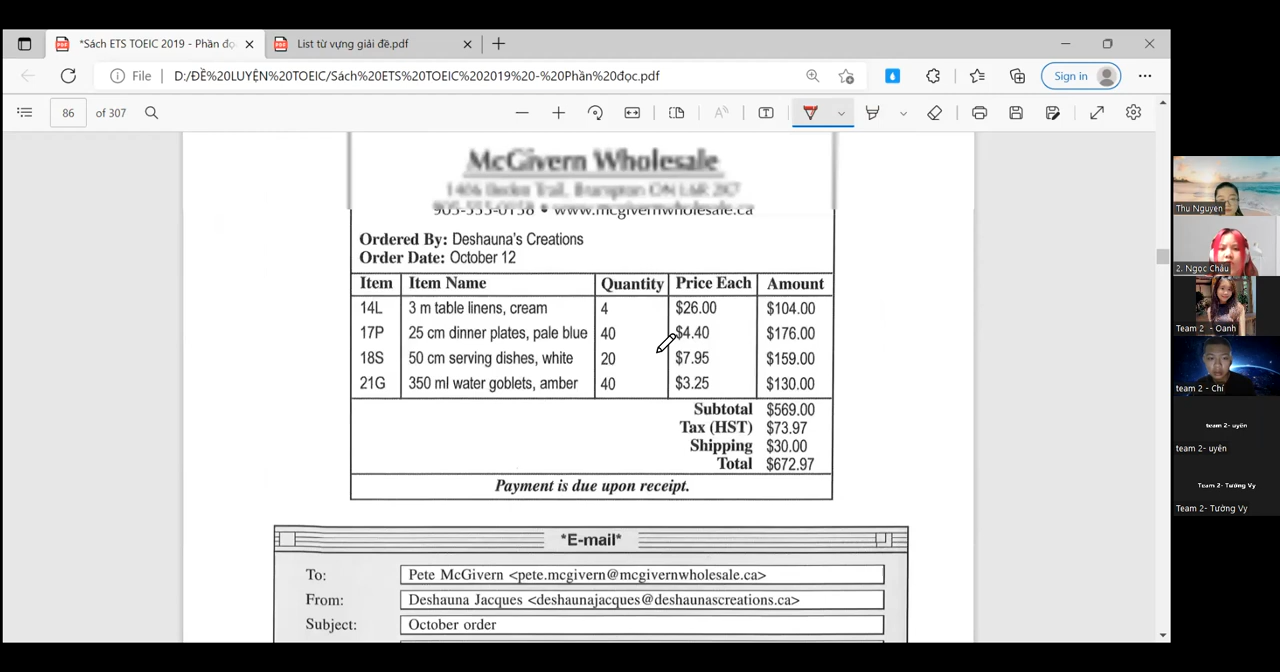 *Sách ETS TOEIC 2019 - Phần đọ
List từ vựng giải đề.pdf
File D:/ĐỀ%20LUYỆN%20TOEIC/Sách%20ETS%20TOEIC%202019%20-%20Phần%20đọc.pdf
Sign in
86 of 307
McGivern Wholesale
905-555-0158 • www.mcgivernwholesale.ca
Ordered By: Deshauna's Creations
Order Date: October 12
Item Item Name Quantity Price Each Amount
14L 3 m table linens, cream 4 $26.00 $104.00
17P 25 cm dinner plates, pale blue 40 $4.40 $176.00
18S 50 cm serving dishes, white 20 $7.95 $159.00
21G 350 ml water goblets, amber 40 $3.25 $130.00
Subtotal $569.00
Tax (HST) $73.97
Shipping $30.00
Total $672.97
Payment is due upon receipt.
*E-mail*
To: Pete McGivern <pete.mcgivern@mcgivernwholesale.ca>
From: Deshauna Jacques <deshaunajacques@deshaunascreations.ca>
Subject: October order
Thu Nguyen
2. Ngọc Châu
Team 2 - Oanh
team 2 - Chí
team 2- uyên
team 2- uyên
Team 2- Tường Vy
Team 2- Tường Vy